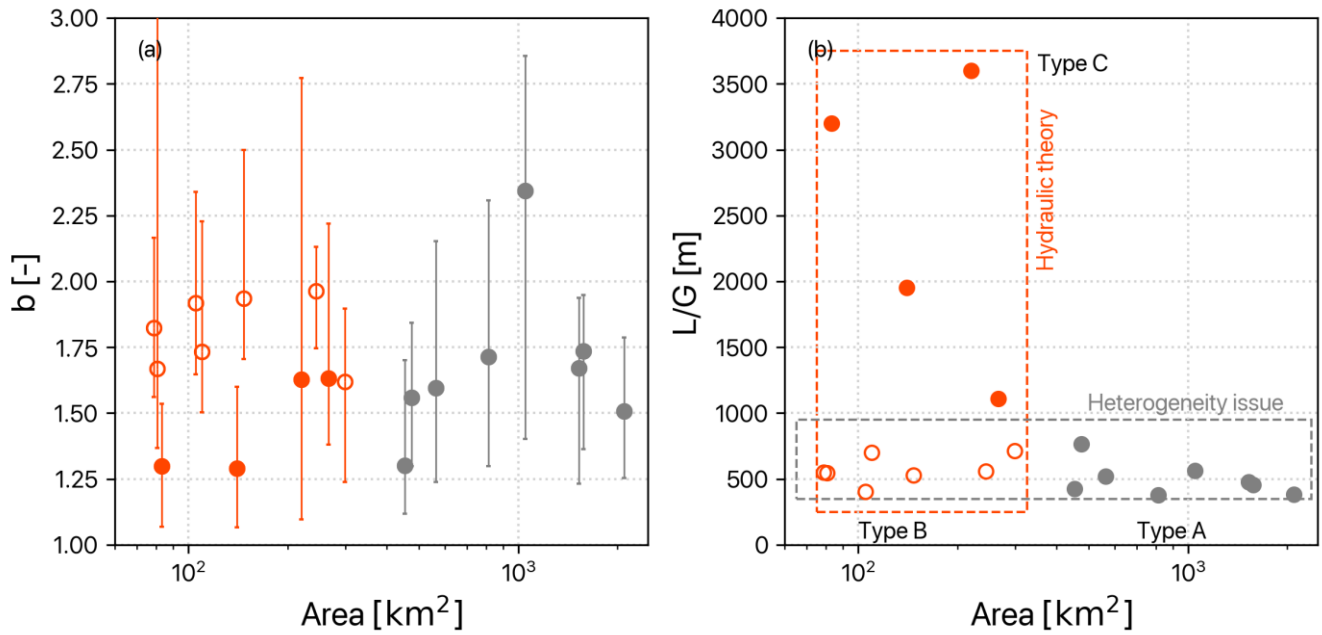 (a)
3.00
2.75
2.50
2.25
2.00
1.75
1.50
1.25
1.00
b [-]
10²
10³
Area [km²]
(b)
4000
3500
3000
2500
2000
1500
1000
500
0
L/G [m]
Type C
Hydraulic theory
Heterogeneity issue
Type B
Type A
10²
10³
Area [km²]